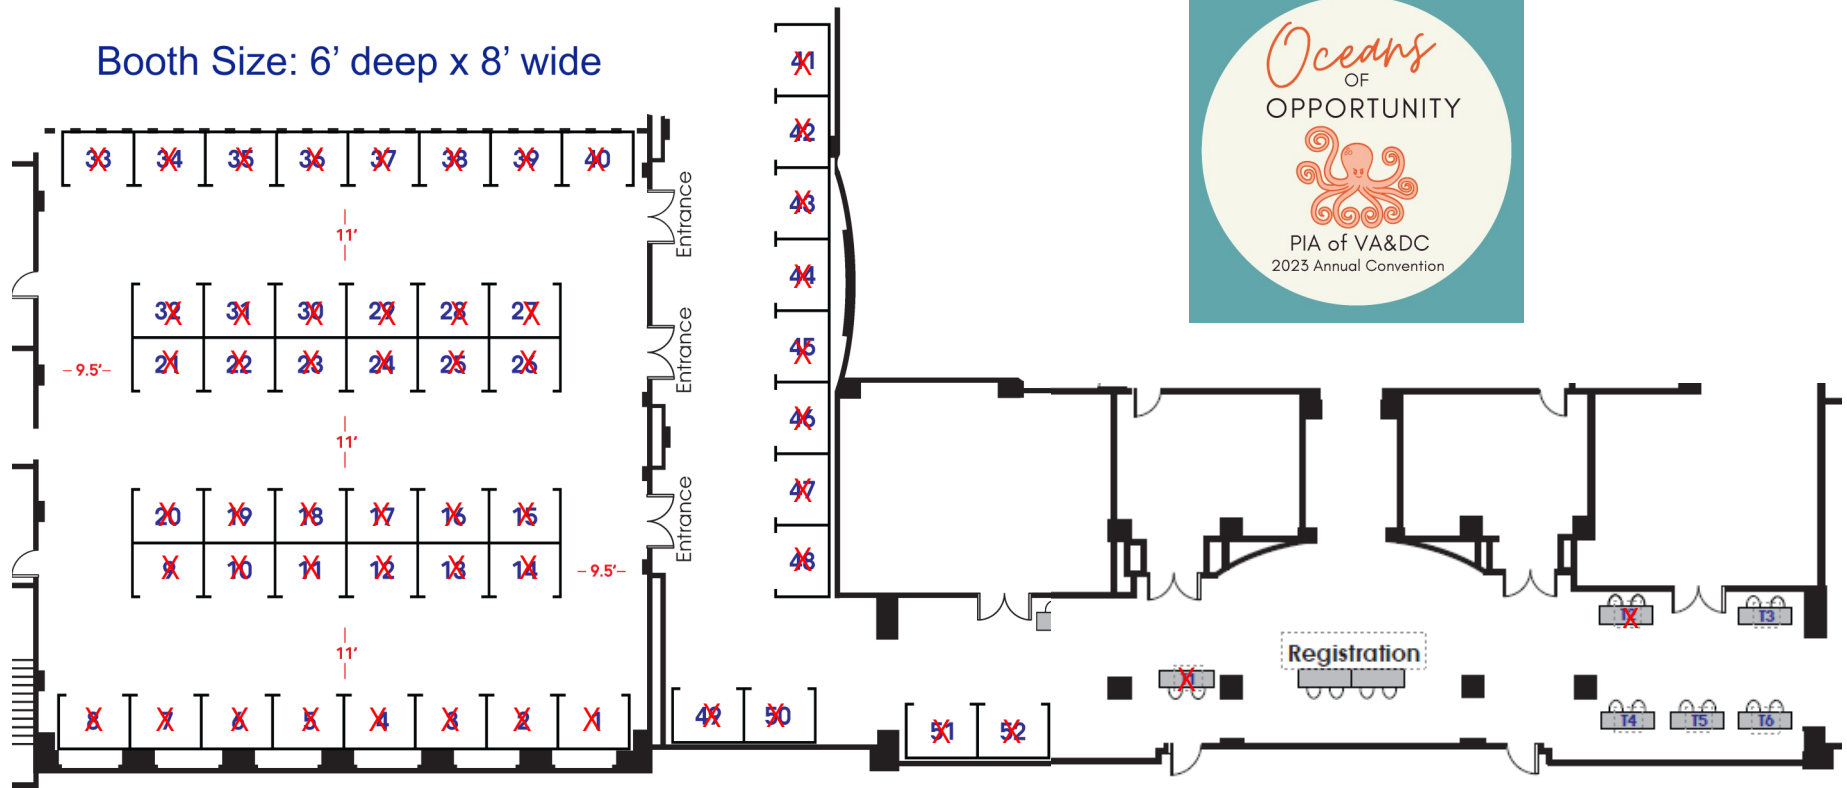 Booth Size: 6' deep x 8' wide
Oceans
OF
OPPORTUNITY
PIA of VA&DC
2023 Annual Convention
33 34 35 36 37 38 39 40
11'
32 31 30 29 28 27
21 22 23 24 25 26
-9.5'-
11'
20 19 18 17 16 15
9 10 11 12 13 14
-9.5'-
11'
8 7 6 5 4 3 2 1
Entrance
Entrance
Entrance
41
42
43
44
45
46
47
48
49 50
51 52
Registration
T3
T4 T5 T6